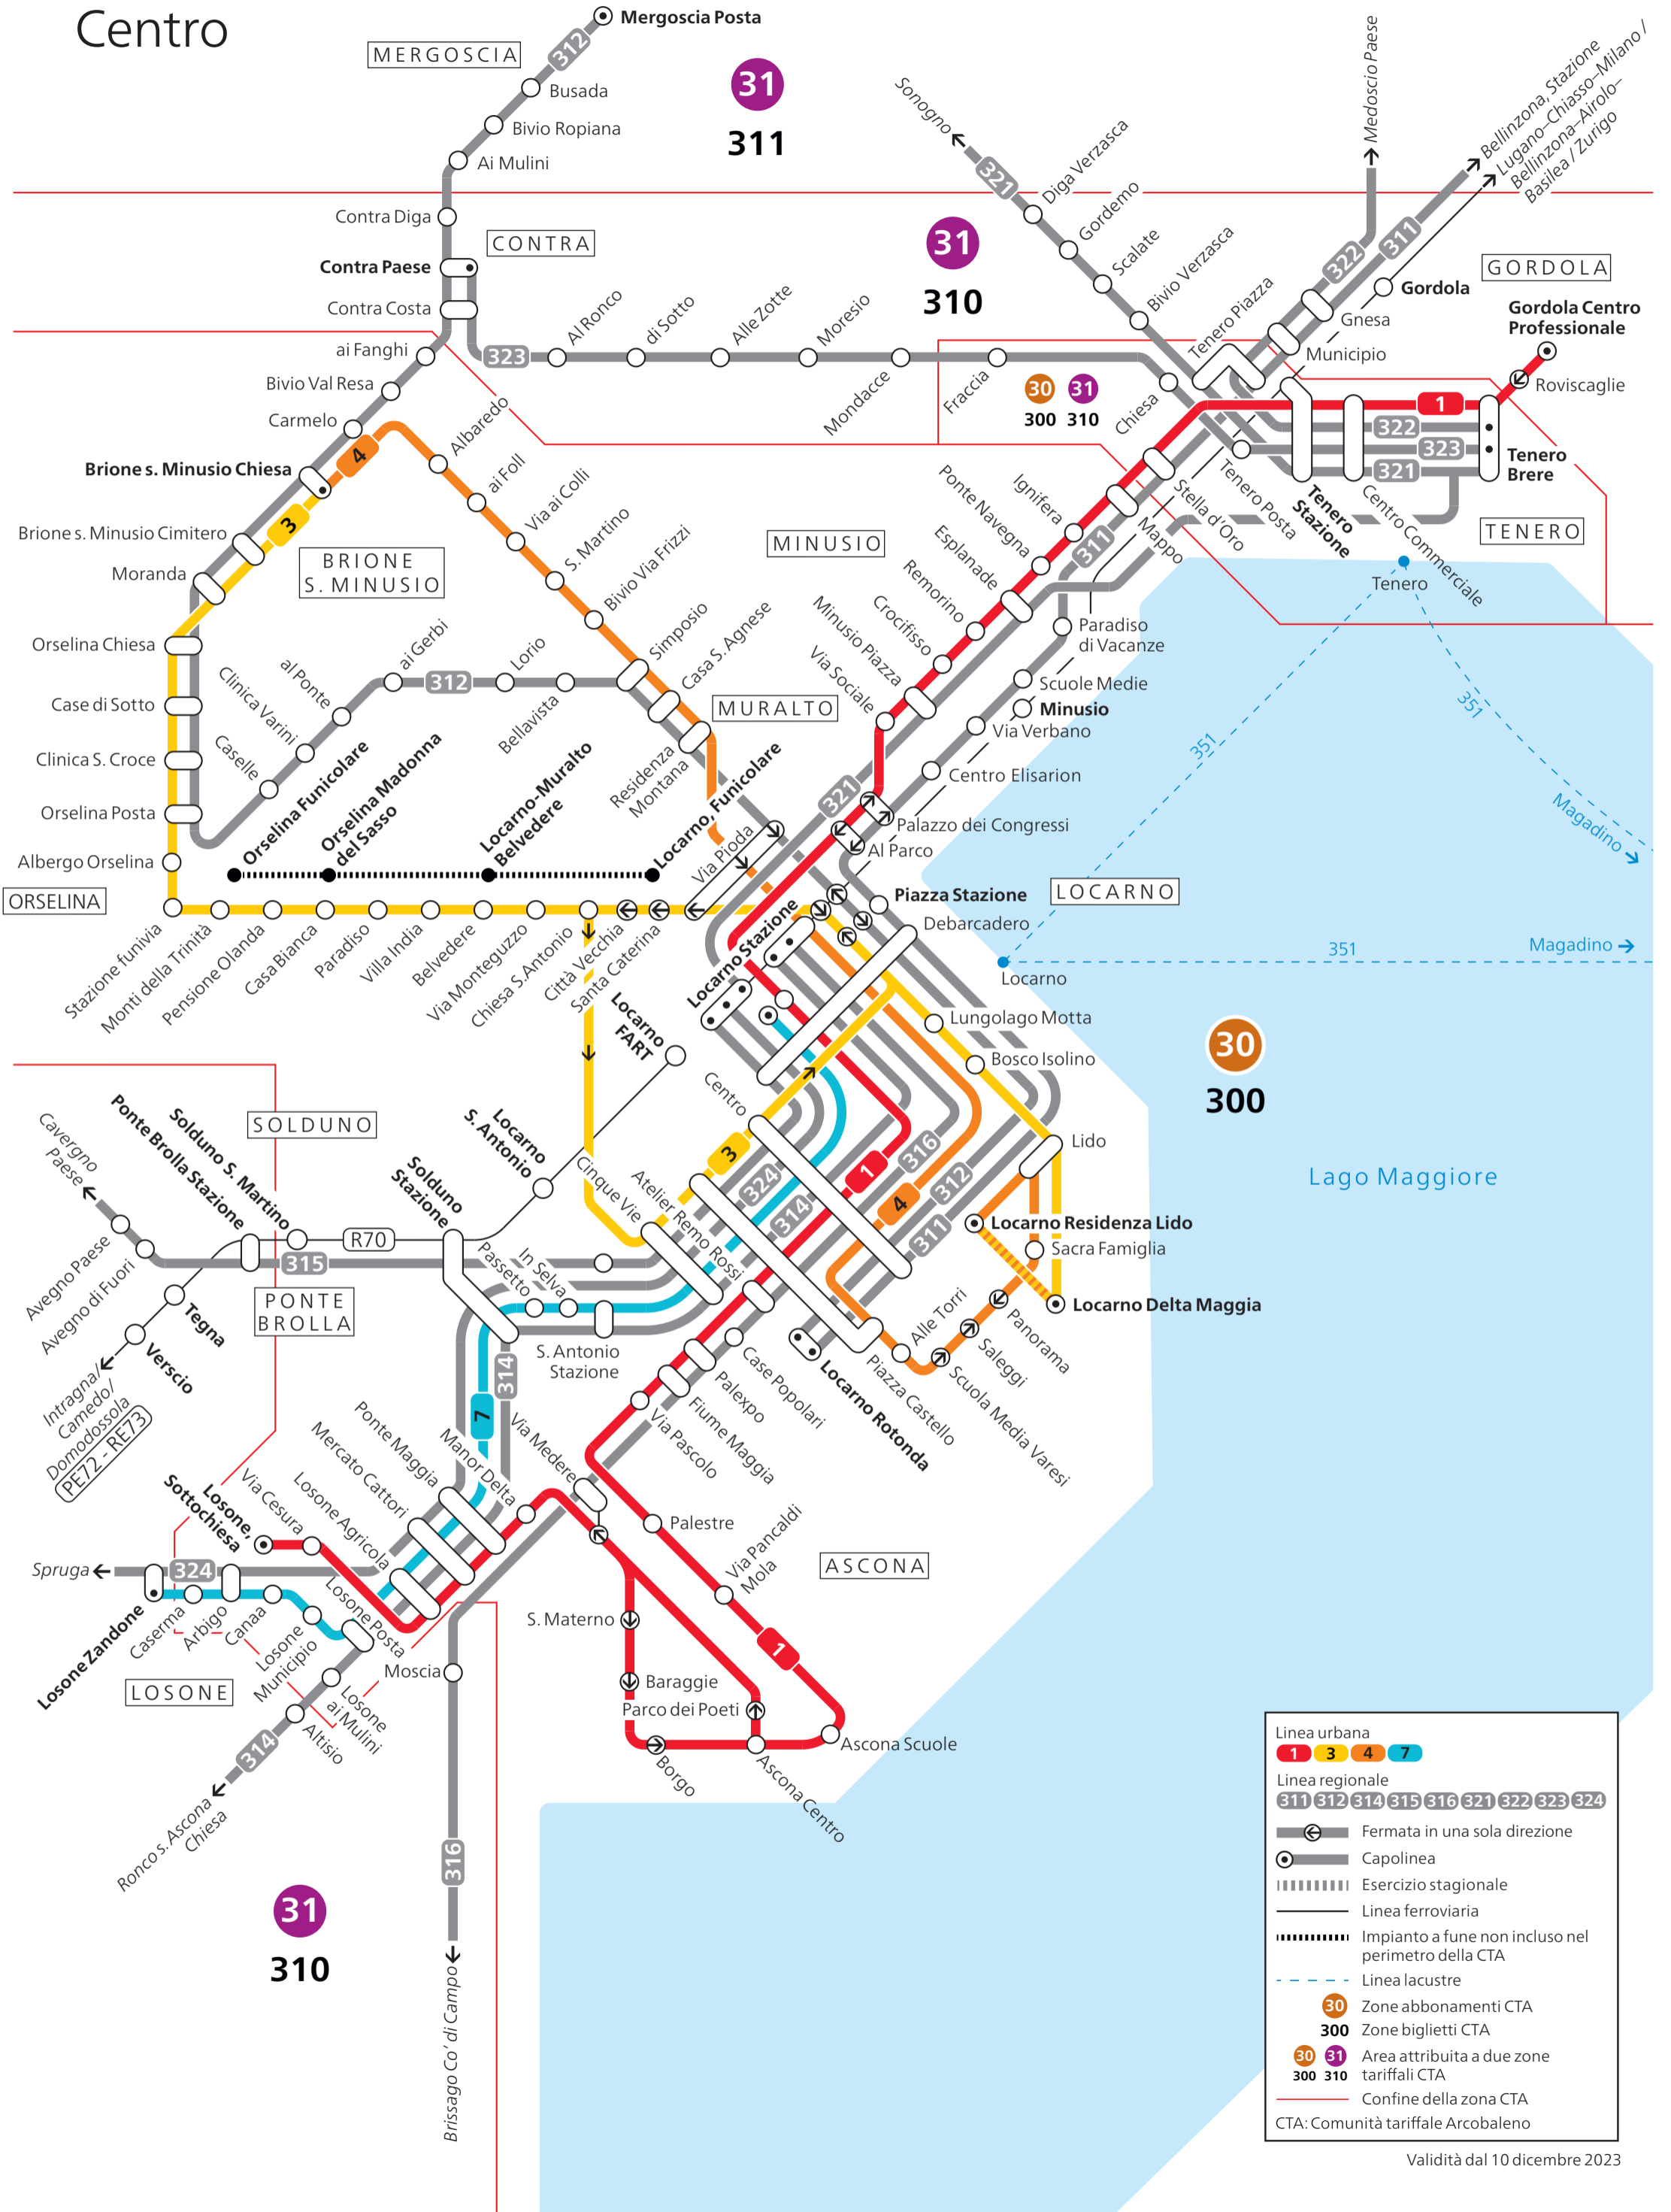 Centro
Mergoscia Posta
MERGOSCIA
312
Busada
Bivio Ropiana
Ai Mulini
31
311
Contra Diga
CONTRA
Contra Paese
Contra Costa
323
Al Ronco
di Sotto
Alle Zotte
Moresio
Mondacce
Fraccia
31
310
Sonogno
321
Diga Verzasca
Gordemo
Scalate
Bivio Verzasca
Tenero Piazza
Chiesa
Medoscio Paese
Bellinzona, Stazione
Lugano–Chiasso–Milano /
Bellinzona–Airolo–
Basilea / Zurigo
322
311
GORDOLA
Gordola
Gnesa
Municipio
Gordola Centro
Professionale
Roviscaglie
30 31
300 310
1
322
323
321
Tenero
Brere
Tenero
Stazione
Tenero Posta
Centro Commerciale
TENERO
Tenero
ai Fanghi
Bivio Val Resa
Carmelo
Brione s. Minusio Chiesa
4
3
Albaredo
ai Foll
Via ai Colli
S. Martino
Bivio Via Frizzi
Simposio
Casa S. Agnese
Brione s. Minusio Cimitero
Moranda
BRIONE
S. MINUSIO
MINUSIO
Stella d'Oro
Mappo
Ignifera
Ponte Navegna
Esplanade
Remorino
Crocifisso
Minusio Piazza
Via Sociale
311
Paradiso
di Vacanze
Scuole Medie
Minusio
Via Verbano
Centro Elisarion
Palazzo dei Congressi
Al Parco
321
Orselina Chiesa
Case di Sotto
Clinica S. Croce
Orselina Posta
Albergo Orselina
ORSELINA
Caselle
Clinica Varini
al Ponte
ai Gerbi
312
Lorio
Bellavista
MURALTO
Residenza
Montana
Orselina Funicolare
Orselina Madonna
del Sasso
Locarno-Muralto
Belvedere
Locarno, Funicolare
Via Pioda
Stazione funivia
Monti della Trinità
Pensione Olanda
Casa Bianca
Paradiso
Villa India
Belvedere
Via Monteguzzo
Chiesa S.Antonio
Città Vecchia
Santa Caterina
Locarno Stazione
Piazza Stazione
Debarcadero
LOCARNO
Locarno
351
351
351
Magadino
Magadino
Lungolago Motta
Bosco Isolino
Lido
30
300
Lago Maggiore
Locarno
FART
Centro
3
324
314
1
316
4
312
311
Locarno Residenza Lido
Sacra Famiglia
Locarno Delta Maggia
Panorama
Saleggi
Scuola Media Varesi
Alle Torri
Piazza Castello
Locarno Rotonda
SOLDUNO
Locarno
S. Antonio
Solduno
Stazione
Solduno S. Martino
Ponte Brolla Stazione
Cavergno
Paese
R70
315
Avegno Paese
Avegno di Fuori
Tegna
Verscio
PONTE
BROLLA
Intragna/
Camedo/
Domodossola
PE72 - RE73
Cinque Vie
Atelier Remo Rossi
Passetto
In Selva
S. Antonio
Stazione
314
7
Case Popolari
Palexpo
Fiume Maggia
Via Pascolo
Via Medere
Manor Delta
Ponte Maggia
Mercato Cattori
Losone Agricola
Via Cesura
Losone,
Sottochiesa
Spruga
324
Losone Zandone
Caserma
Arbigo
Canaa
Losone
Municipio
Losone Posta
Losone
ai Mulini
Altisio
LOSONE
314
Ronco s. Ascona
Chiesa
Moscia
316
Brissago Co' di Campo
31
310
Palestre
Via Pancaldi
Mola
ASCONA
1
S. Materno
Baraggie
Parco dei Poeti
Borgo
Ascona Centro
Ascona Scuole
Linea urbana
1 3 4 7
Linea regionale
311 312 314 315 316 321 322 323 324
Fermata in una sola direzione
Capolinea
Esercizio stagionale
Linea ferroviaria
Impianto a fune non incluso nel
perimetro della CTA
Linea lacustre
30 Zone abbonamenti CTA
300 Zone biglietti CTA
30 31 Area attribuita a due zone
300 310 tariffali CTA
Confine della zona CTA
CTA: Comunità tariffale Arcobaleno
Validità dal 10 dicembre 2023